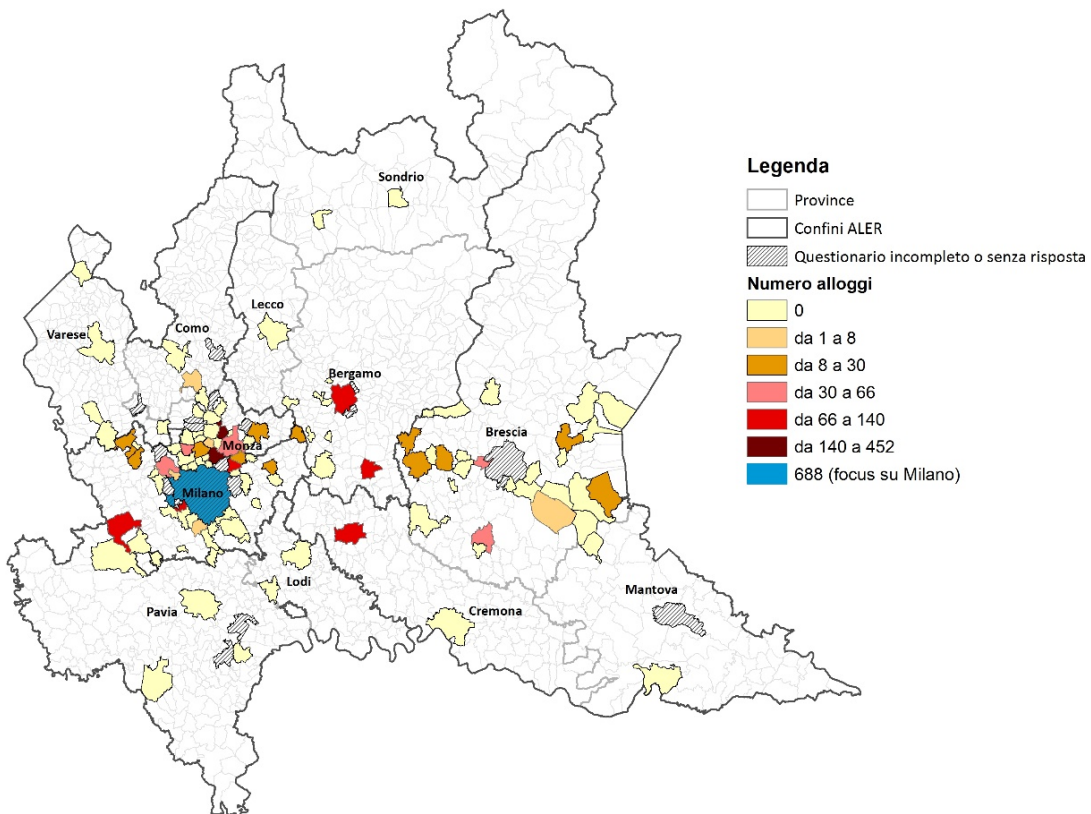 Sondrio
Lecco
Como
Varese
Bergamo
Monza
Brescia
Milano
Lodi
Pavia
Cremona
Mantova
Legenda
Province
Confini ALER
Questionario incompleto o senza risposta
Numero alloggi
0
da 1 a 8
da 8 a 30
da 30 a 66
da 66 a 140
da 140 a 452
688 (focus su Milano)